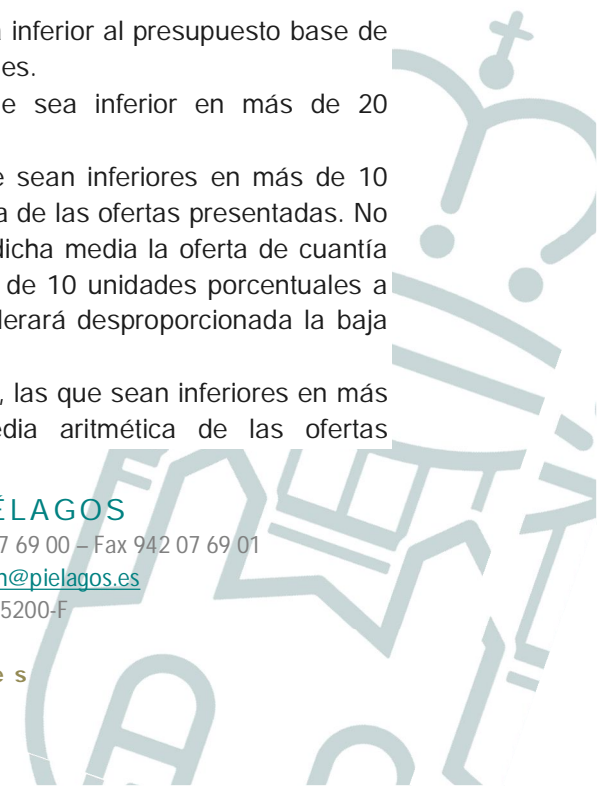 inferior al presupuesto base de
es.
e sea inferior en más de 20
sean inferiores en más de 10
a de las ofertas presentadas. No
dicha media la oferta de cuantía
de 10 unidades porcentuales a
lerará desproporcionada la baja
, las que sean inferiores en más
edia aritmética de las ofertas
ÉLAGOS
7 69 00 – Fax 942 07 69 01
n@pielagos.es
5200-F
e s